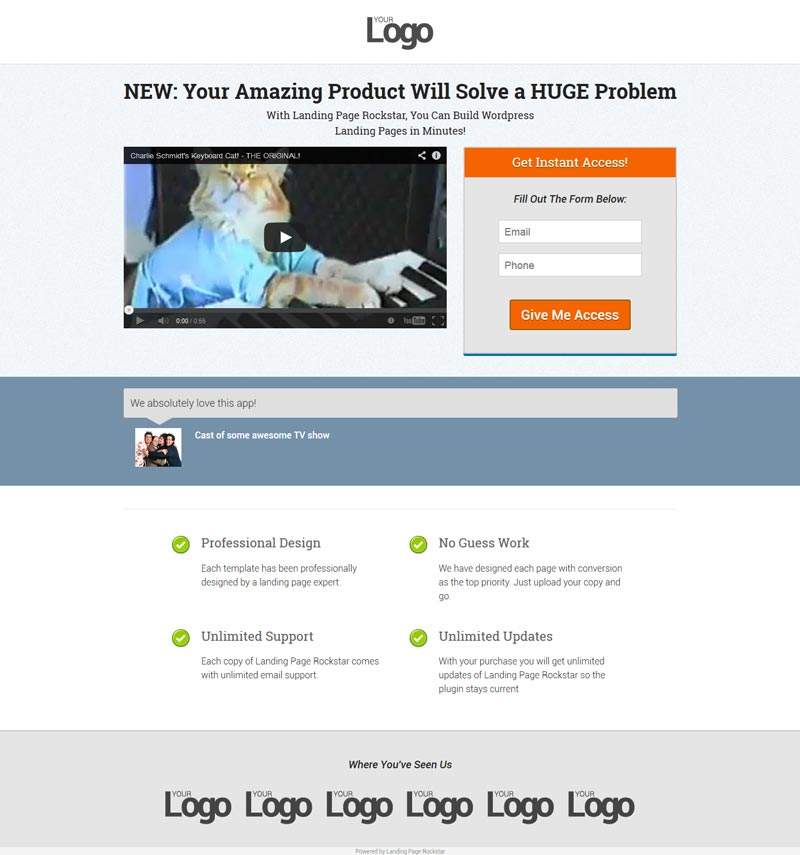 YOUR
Logo
NEW: Your Amazing Product Will Solve a HUGE Problem
With Landing Page Rockstar, You Can Build Wordpress
Landing Pages in Minutes!
Charlie Schmidt's Keyboard Cat! - THE ORIGINAL!
0:00 / 0:55
YouTube
Get Instant Access!
Fill Out The Form Below:
Email
Phone
Give Me Access
We absolutely love this app!
Cast of some awesome TV show
Professional Design
Each template has been professionally
designed by a landing page expert.
No Guess Work
We have designed each page with conversion
as the top priority. Just upload your copy and
go.
Unlimited Support
Each copy of Landing Page Rockstar comes
with unlimited email support.
Unlimited Updates
With your purchase you will get unlimited
updates of Landing Page Rockstar so the
plugin stays current
Where You've Seen Us
YOUR
Logo
YOUR
Logo
YOUR
Logo
YOUR
Logo
YOUR
Logo
YOUR
Logo
Powered by Landing Page Rockstar